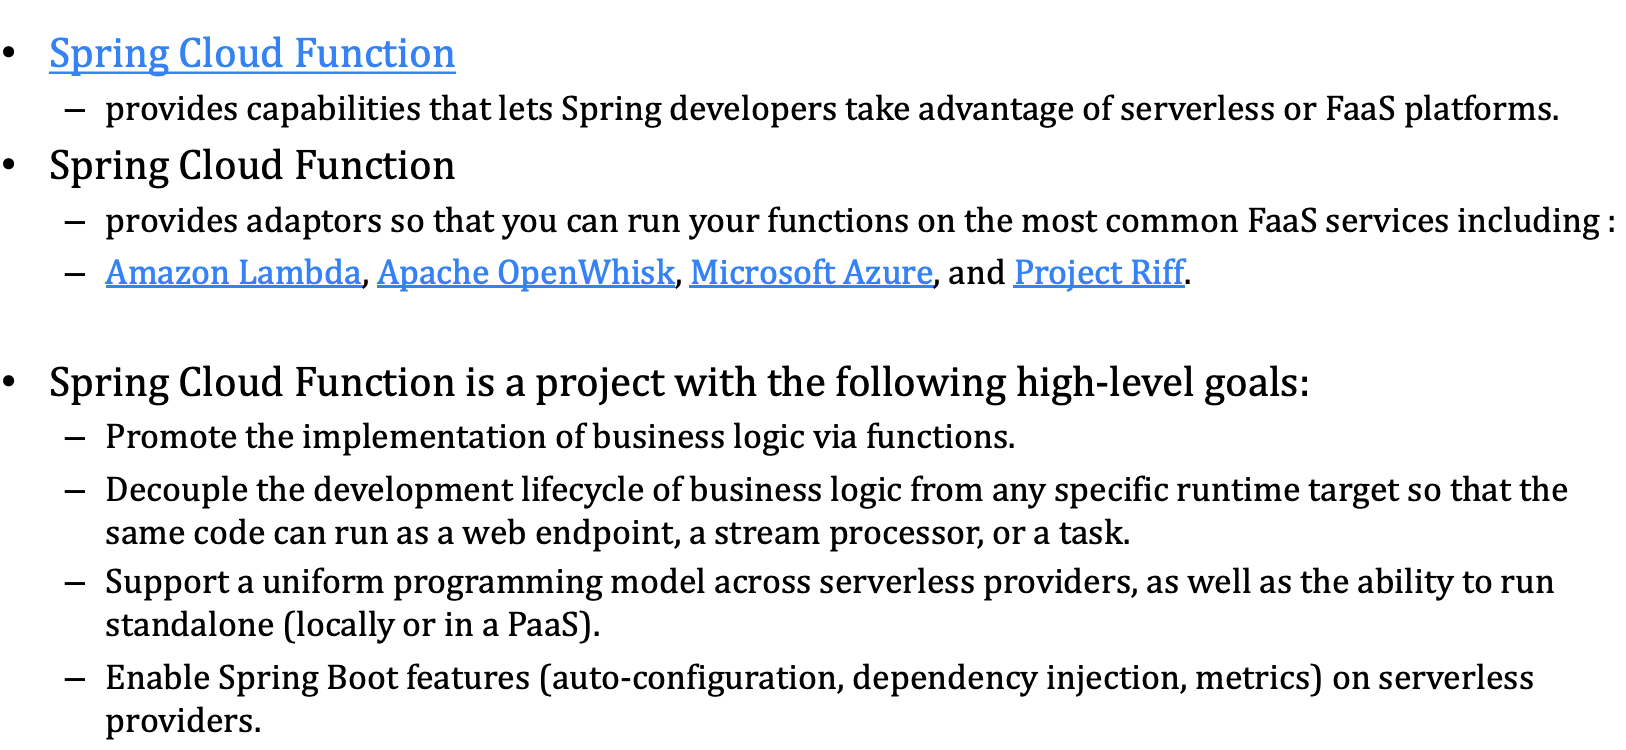 • Spring Cloud Function
– provides capabilities that lets Spring developers take advantage of serverless or FaaS platforms.
• Spring Cloud Function
– provides adaptors so that you can run your functions on the most common FaaS services including :
– Amazon Lambda, Apache OpenWhisk, Microsoft Azure, and Project Riff.
• Spring Cloud Function is a project with the following high-level goals:
– Promote the implementation of business logic via functions.
– Decouple the development lifecycle of business logic from any specific runtime target so that the
same code can run as a web endpoint, a stream processor, or a task.
– Support a uniform programming model across serverless providers, as well as the ability to run
standalone (locally or in a PaaS).
– Enable Spring Boot features (auto-configuration, dependency injection, metrics) on serverless
providers.